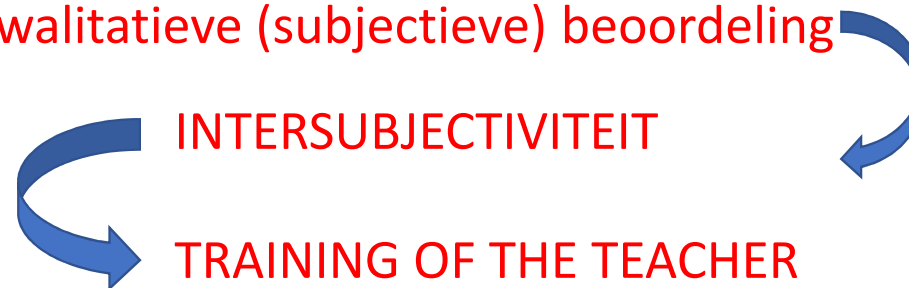 walitatieve (subjectieve) beoordeling
INTERSUBJECTIVITEIT
TRAINING OF THE TEACHER